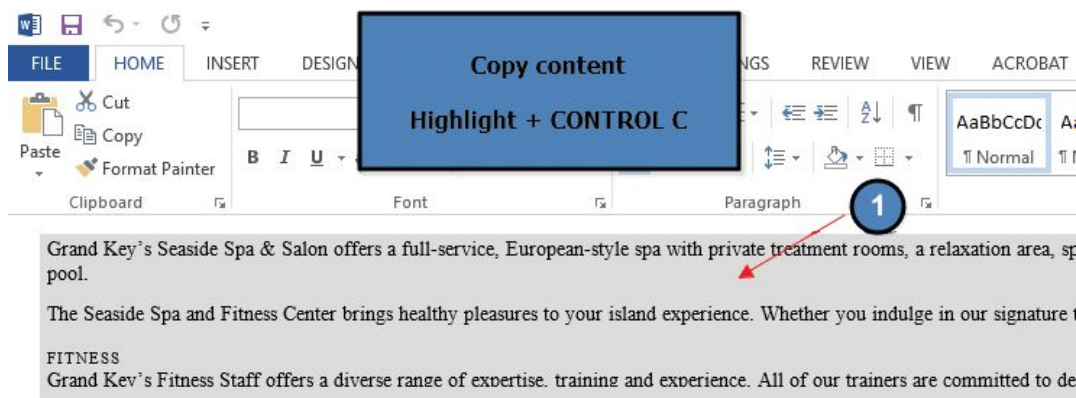 FILE HOME INSERT DESIGN NGS REVIEW VIEW ACROBAT
Copy content
Highlight + CONTROL C
Cut
Copy
Paste
Format Painter
B I U
AaBbCcDc
¶ Normal
Clipboard Font Paragraph
1
Grand Key's Seaside Spa & Salon offers a full-service, European-style spa with private treatment rooms, a relaxation area, sp
pool.
The Seaside Spa and Fitness Center brings healthy pleasures to your island experience. Whether you indulge in our signature t
FITNESS
Grand Key's Fitness Staff offers a diverse range of expertise, training and experience. All of our trainers are committed to de